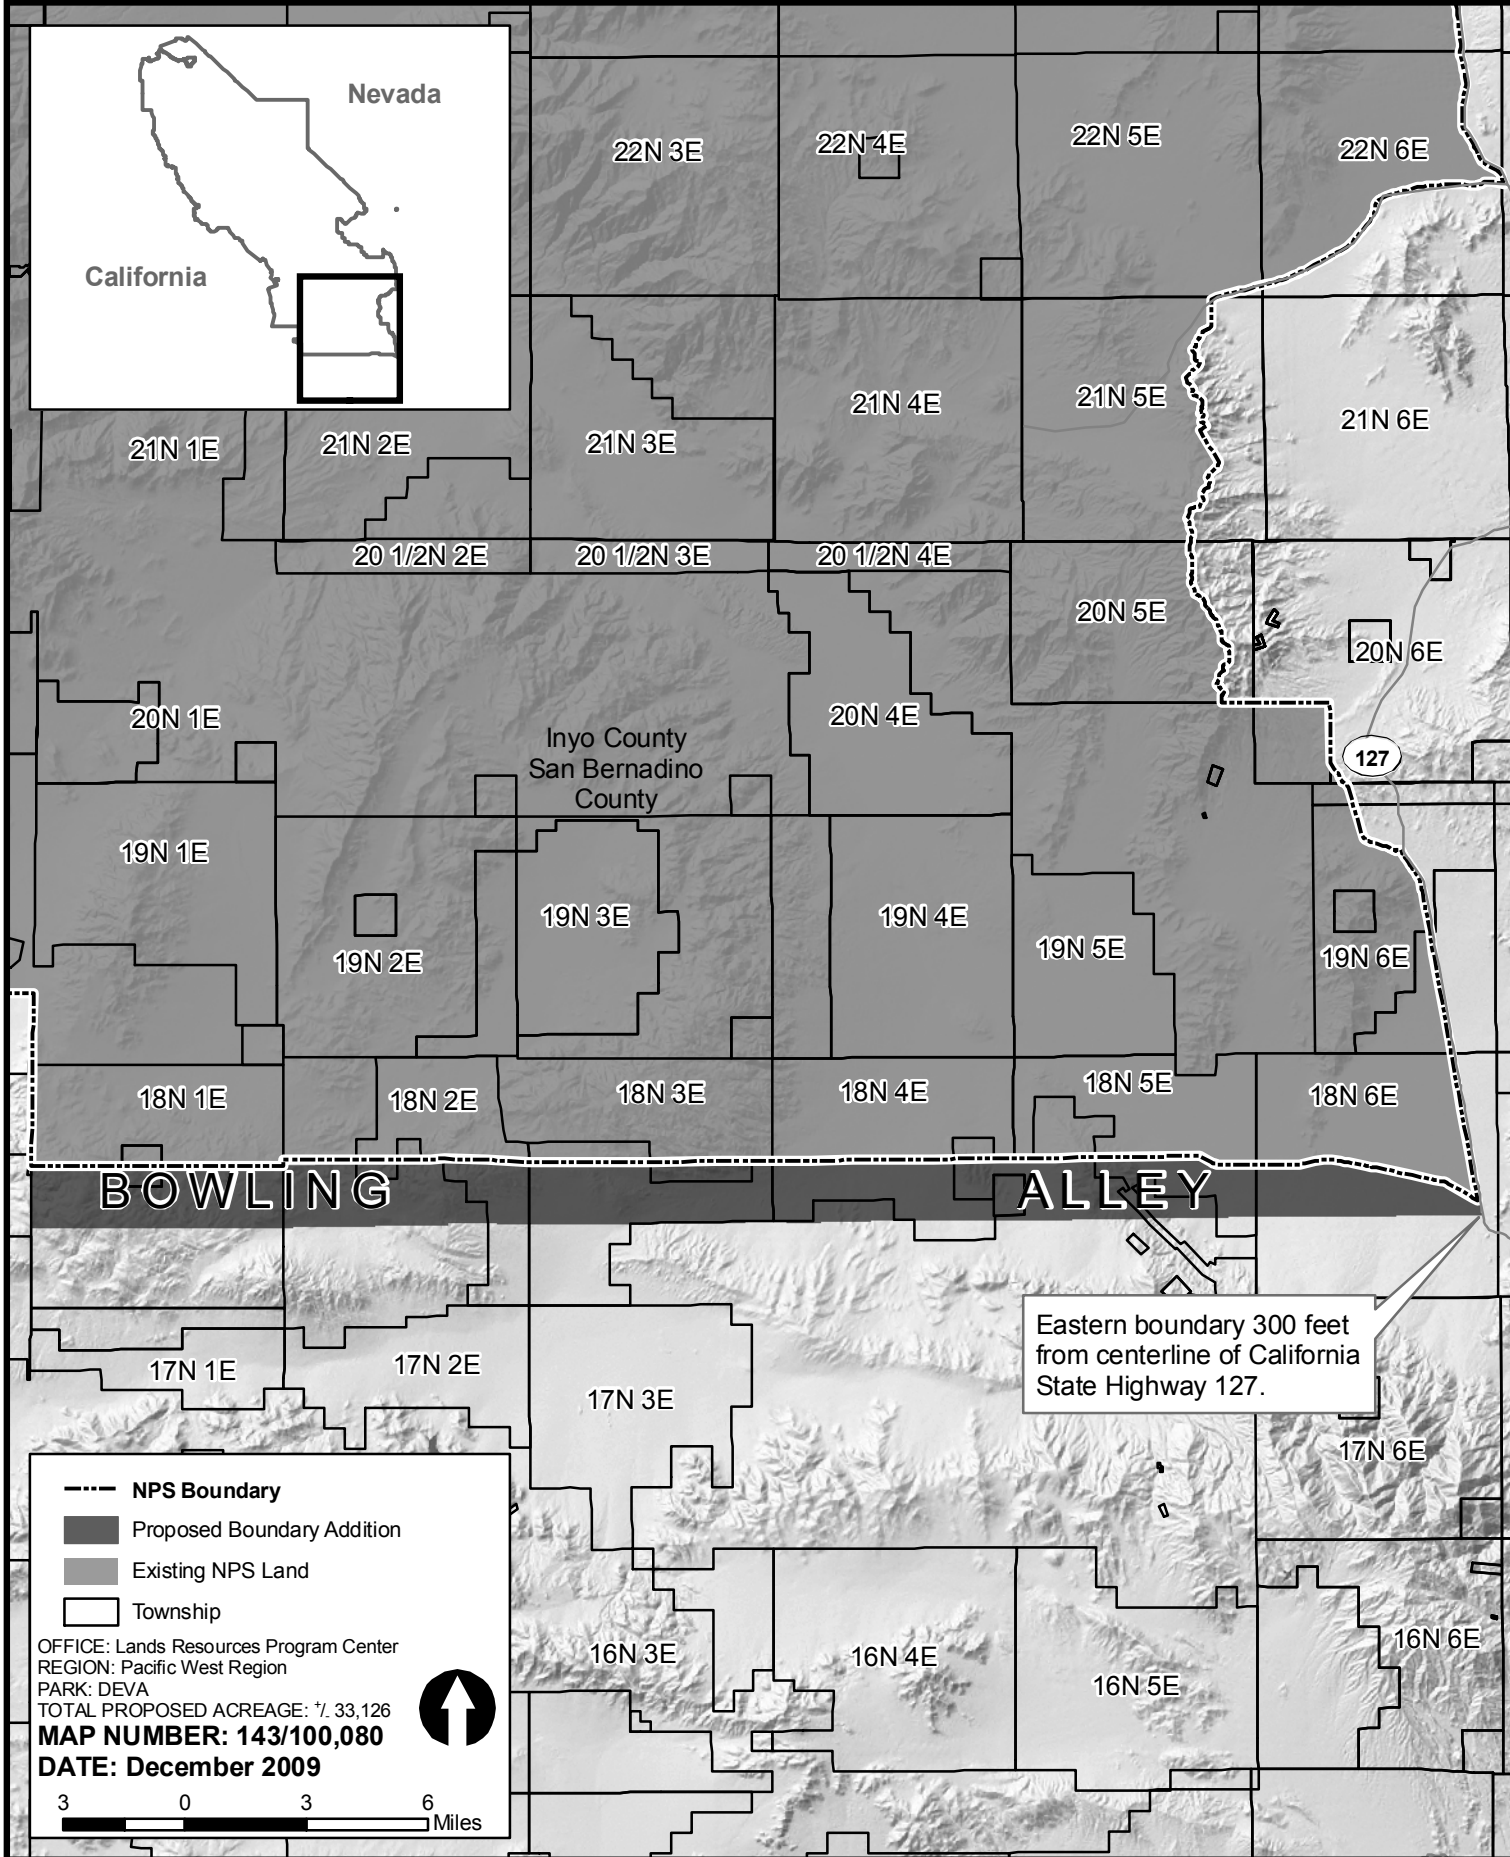 Nevada
California
22N 3E
22N 4E
22N 5E
22N 6E
21N 1E
21N 2E
21N 3E
21N 4E
21N 5E
21N 6E
20 1/2N 2E
20 1/2N 3E
20 1/2N 4E
20N 5E
20N 6E
20N 1E
20N 4E
Inyo County
San Bernadino
County
127
19N 1E
19N 2E
19N 3E
19N 4E
19N 5E
19N 6E
18N 1E
18N 2E
18N 3E
18N 4E
18N 5E
18N 6E
BOWLING ALLEY
Eastern boundary 300 feet
from centerline of California
State Highway 127.
17N 1E
17N 2E
17N 3E
17N 6E
16N 3E
16N 4E
16N 5E
16N 6E
NPS Boundary
Proposed Boundary Addition
Existing NPS Land
Township
OFFICE: Lands Resources Program Center
REGION: Pacific West Region
PARK: DEVA
TOTAL PROPOSED ACREAGE: +/- 33,126
MAP NUMBER: 143/100,080
DATE: December 2009
3 0 3 6
Miles